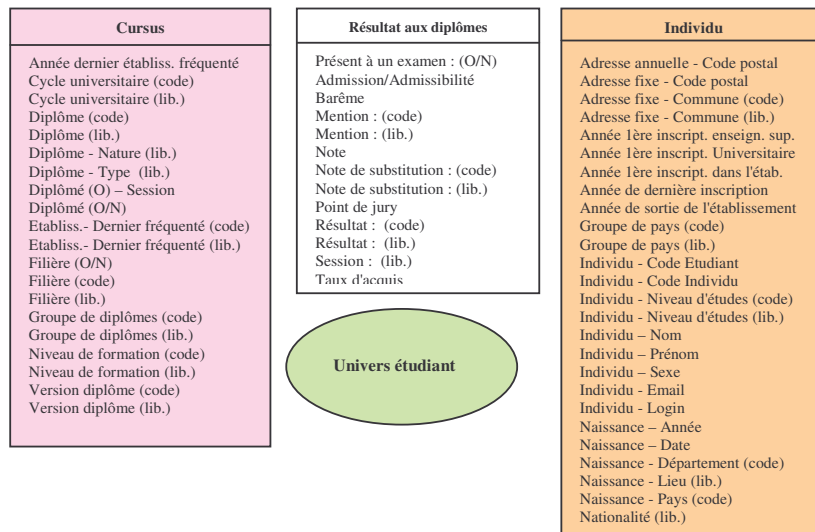 Cursus
Année dernier établiss. fréquenté
Cycle universitaire (code)
Cycle universitaire (lib.)
Diplôme (code)
Diplôme (lib.)
Diplôme - Nature (lib.)
Diplôme - Type (lib.)
Diplômé (O) – Session
Diplômé (O/N)
Etabliss.- Dernier fréquenté (code)
Etabliss.- Dernier fréquenté (lib.)
Filière (O/N)
Filière (code)
Filière (lib.)
Groupe de diplômes (code)
Groupe de diplômes (lib.)
Niveau de formation (code)
Niveau de formation (lib.)
Version diplôme (code)
Version diplôme (lib.)
Résultat aux diplômes
Présent à un examen : (O/N)
Admission/Admissibilité
Barême
Mention : (code)
Mention : (lib.)
Note
Note de substitution : (code)
Note de substitution : (lib.)
Point de jury
Résultat : (code)
Résultat : (lib.)
Session : (lib.)
Taux d'acquis
Univers étudiant
Individu
Adresse annuelle - Code postal
Adresse fixe - Code postal
Adresse fixe - Commune (code)
Adresse fixe - Commune (lib.)
Année 1ère inscript. enseign. sup.
Année 1ère inscript. Universitaire
Année 1ère inscript. dans l'étab.
Année de dernière inscription
Année de sortie de l'établissement
Groupe de pays (code)
Groupe de pays (lib.)
Individu - Code Etudiant
Individu - Code Individu
Individu - Niveau d'études (code)
Individu - Niveau d'études (lib.)
Individu – Nom
Individu – Prénom
Individu – Sexe
Individu - Email
Individu - Login
Naissance – Année
Naissance – Date
Naissance - Département (code)
Naissance - Lieu (lib.)
Naissance - Pays (code)
Nationalité (lib.)